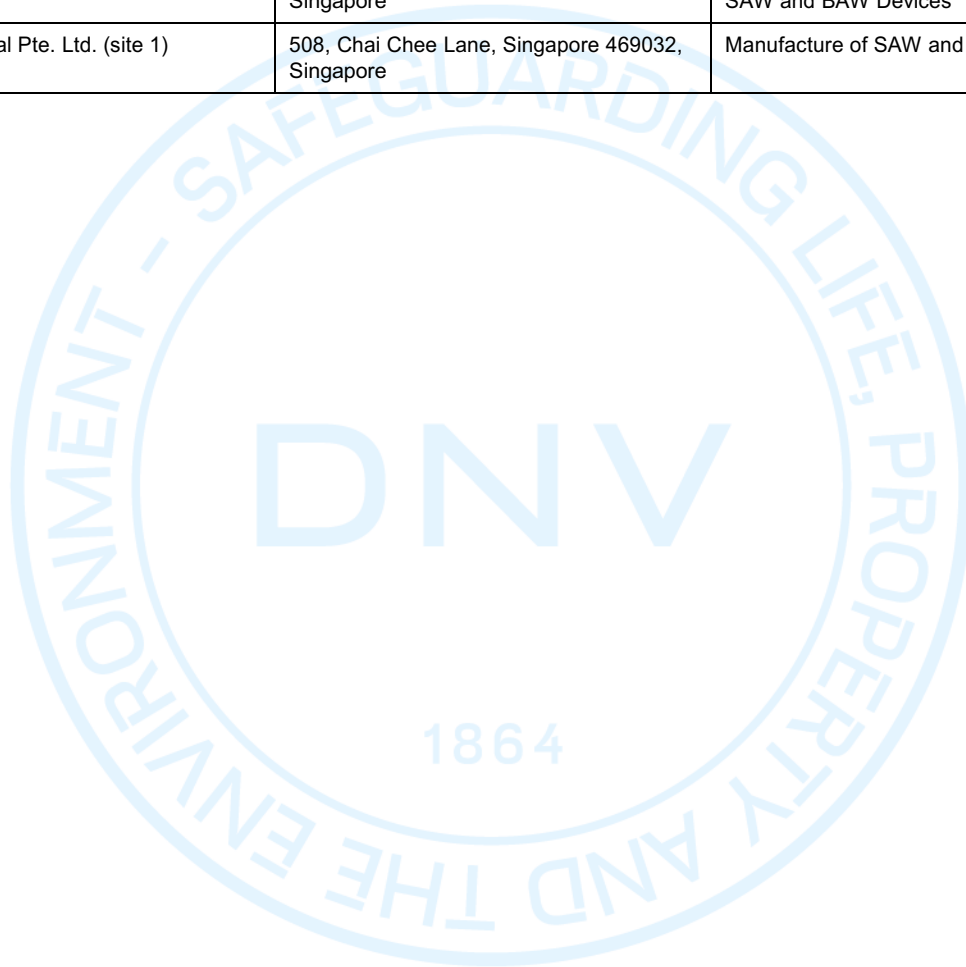 Singapore
SAW and BAW Devices
al Pte. Ltd. (site 1)
508, Chai Chee Lane, Singapore 469032,
Singapore
Manufacture of SAW and
SAFEGUARDING LIFE, PROPERTY AND THE ENVIRONMENT -
DNV
1864